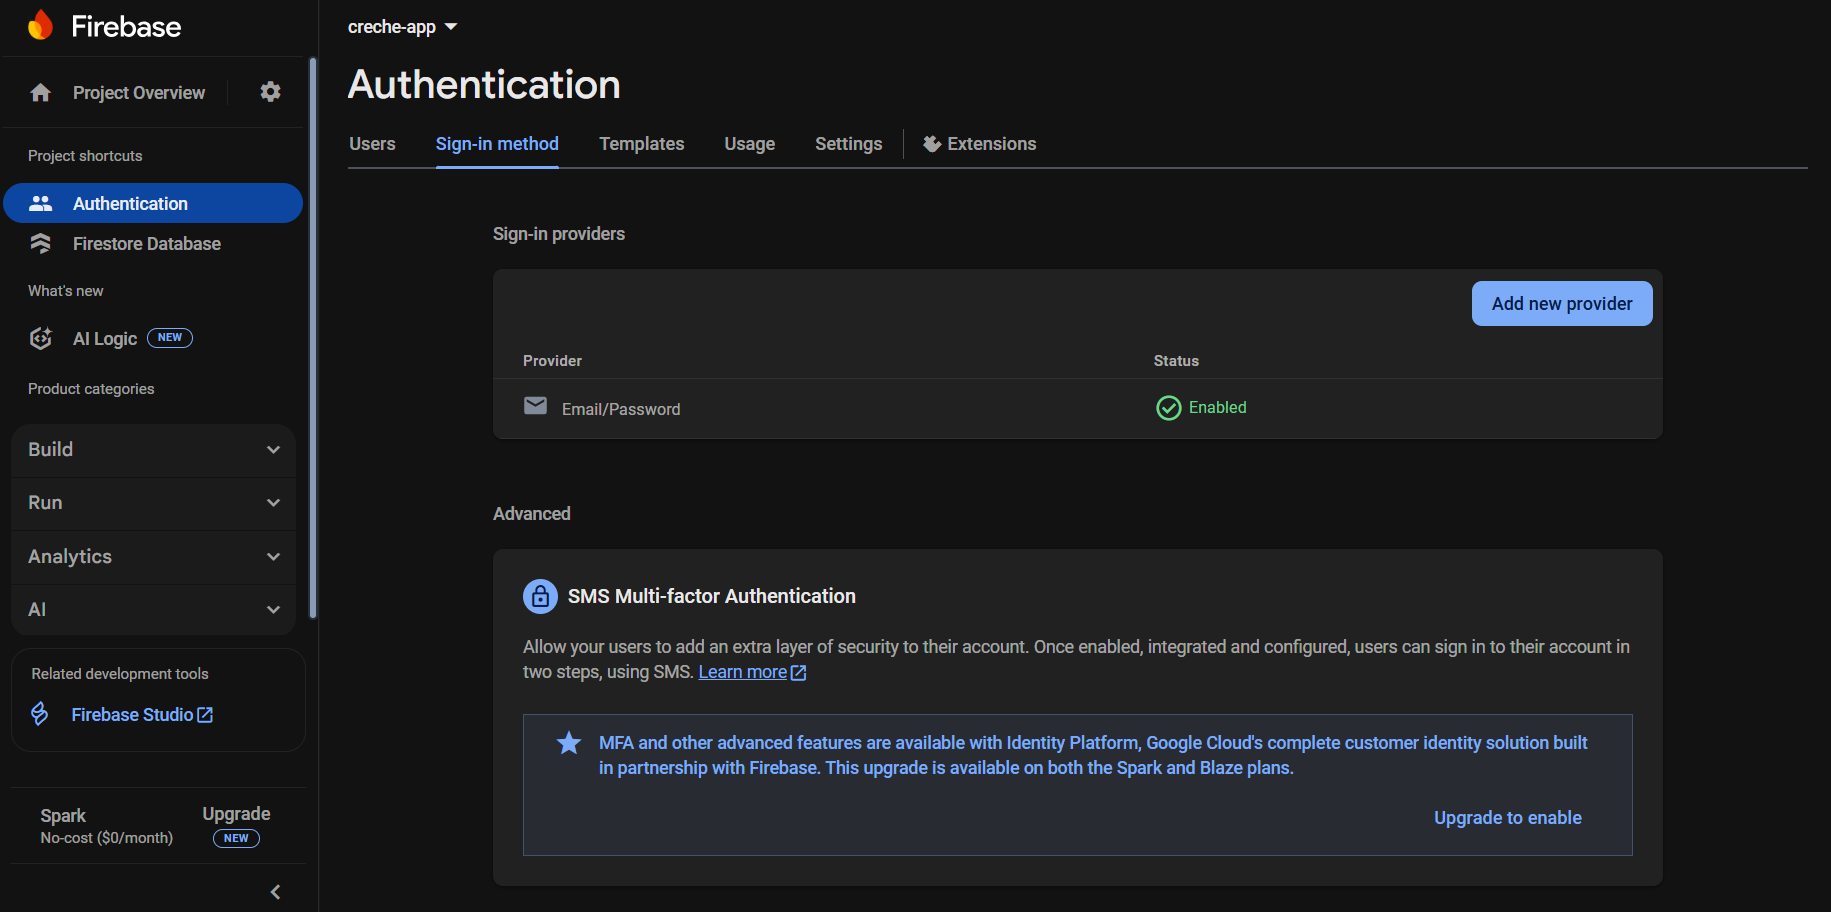 Firebase
Project Overview
Project shortcuts
Authentication
Firestore Database
What's new
AI Logic NEW
Product categories
Build
Run
Analytics
AI
Related development tools
Firebase Studio
Spark
No-cost ($0/month)
Upgrade
NEW
creche-app
Authentication
Users Sign-in method Templates Usage Settings Extensions
Sign-in providers
Add new provider
Provider Status
Email/Password Enabled
Advanced
SMS Multi-factor Authentication
Allow your users to add an extra layer of security to their account. Once enabled, integrated and configured, users can sign in to their account in
two steps, using SMS. Learn more
MFA and other advanced features are available with Identity Platform, Google Cloud's complete customer identity solution built
in partnership with Firebase. This upgrade is available on both the Spark and Blaze plans.
Upgrade to enable